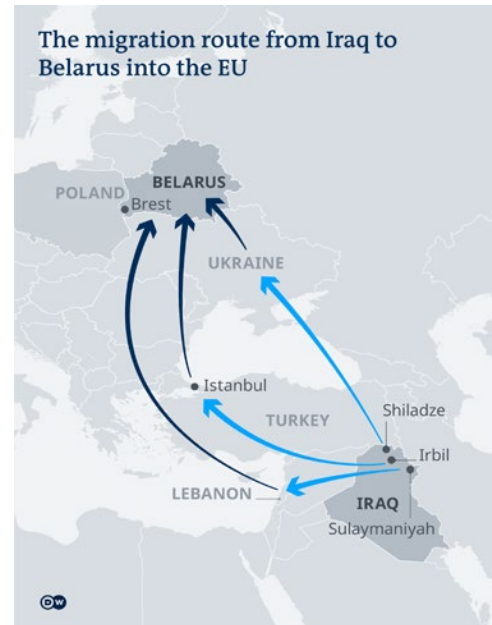 The migration route from Iraq to
Belarus into the EU
BELARUS
POLAND
Brest
UKRAINE
Istanbul
Shiladze
TURKEY
Irbil
LEBANON
IRAQ
Sulaymaniyah
DW